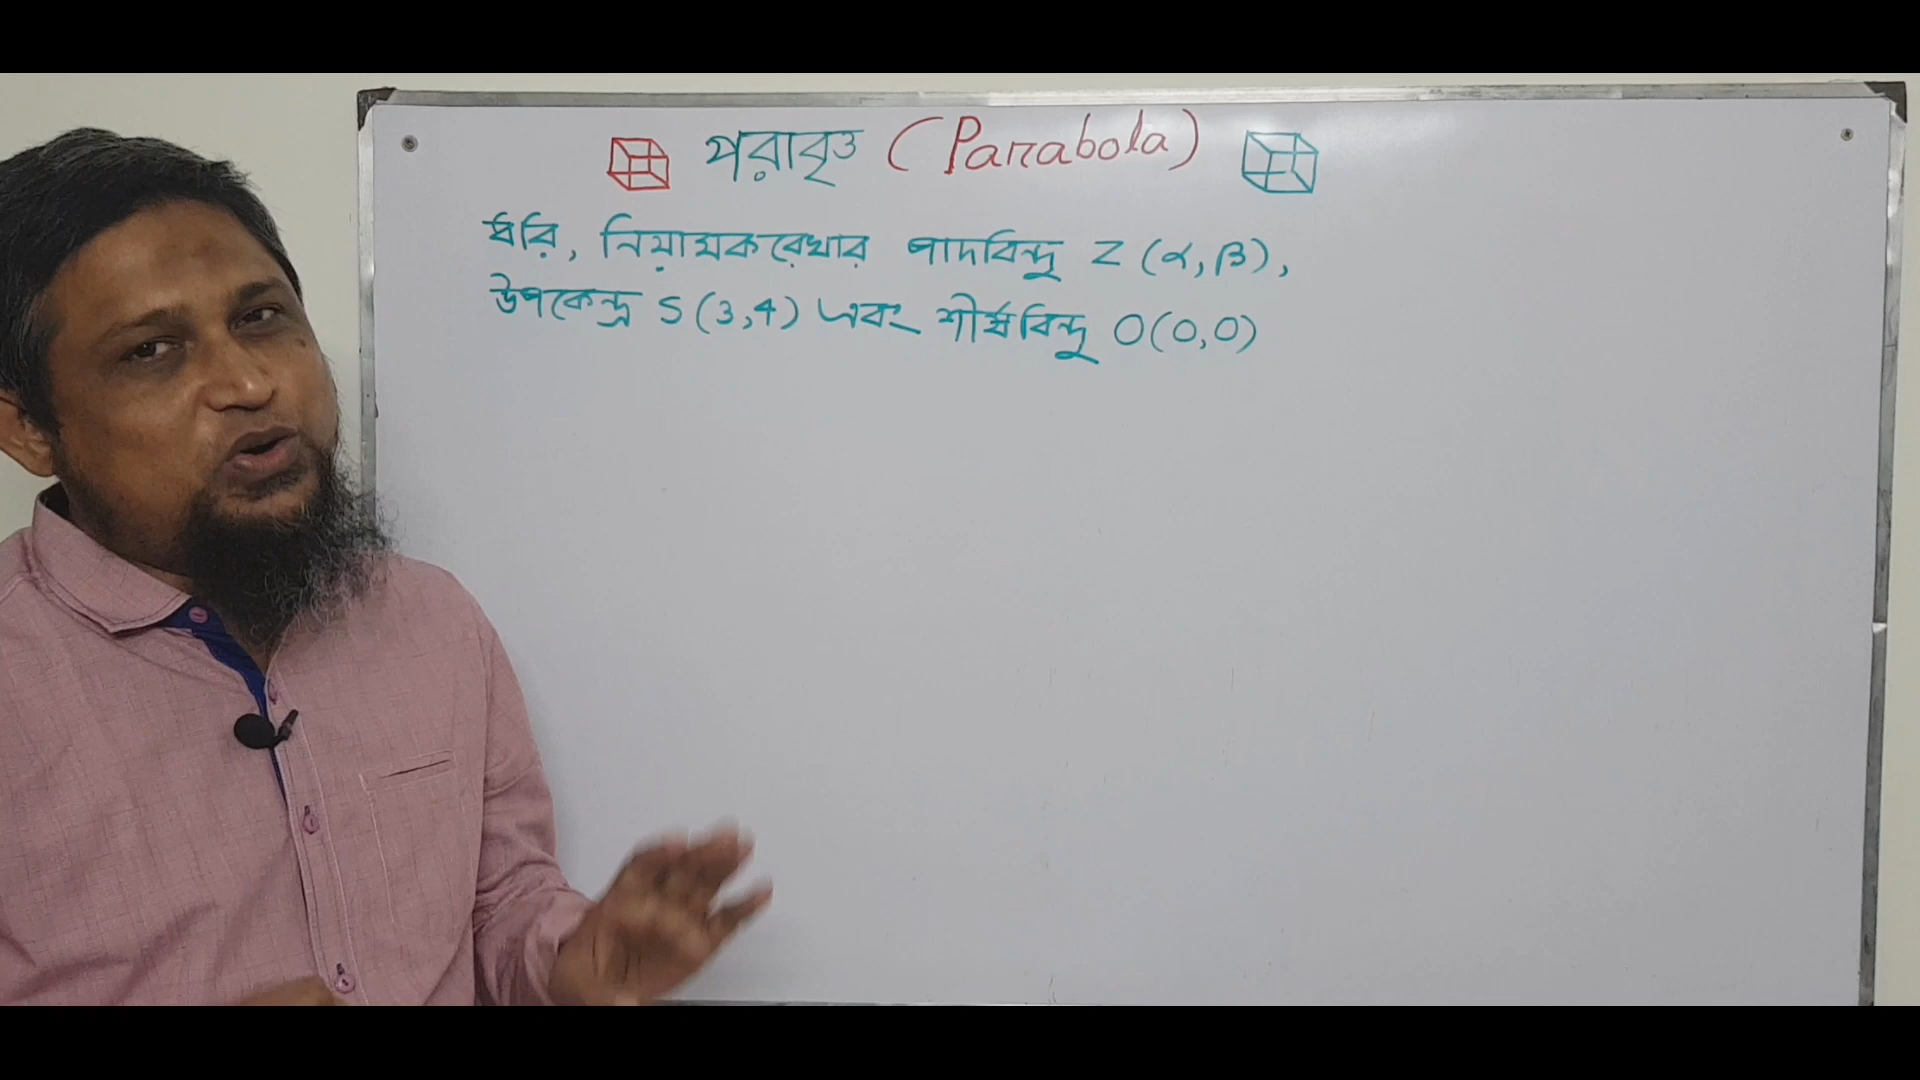 পরাবৃত্ত (Parabola)
ধরি, নিয়ামকরেখার পাদবিন্দু Z (α, β),
উপকেন্দ্র S (3,4) এবং শীর্ষবিন্দু O(0,0)